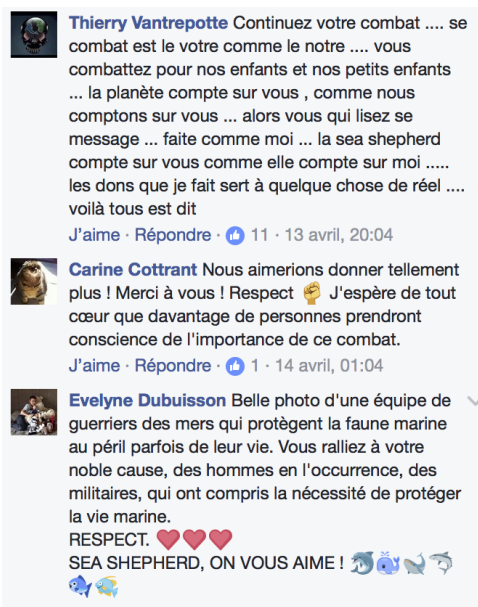 Thierry Vantrepotte Continuez votre combat .... se
combat est le votre comme le notre .... vous
combattez pour nos enfants et nos petits enfants
... la planète compte sur vous , comme nous
comptons sur vous ... alors vous qui lisez se
message ... faite comme moi ... la sea shepherd
compte sur vous comme elle compte sur moi .....
les dons que je fait sert à quelque chose de réel ....
voilà tous est dit
J’aime · Répondre · 11 · 13 avril, 20:04
Carine Cottrant Nous aimerions donner tellement
plus ! Merci à vous ! Respect ✊ J'espère de tout
cœur que davantage de personnes prendront
conscience de l'importance de ce combat.
J’aime · Répondre · 1 · 14 avril, 01:04
Evelyne Dubuisson Belle photo d'une équipe de
guerriers des mers qui protègent la faune marine
au péril parfois de leur vie. Vous ralliez à votre
noble cause, des hommes en l'occurrence, des
militaires, qui ont compris la nécessité de protéger
la vie marine.
RESPECT. ❤️❤️❤️
SEA SHEPHERD, ON VOUS AIME ! 🐬🐳🐋🐬
🐟🐠